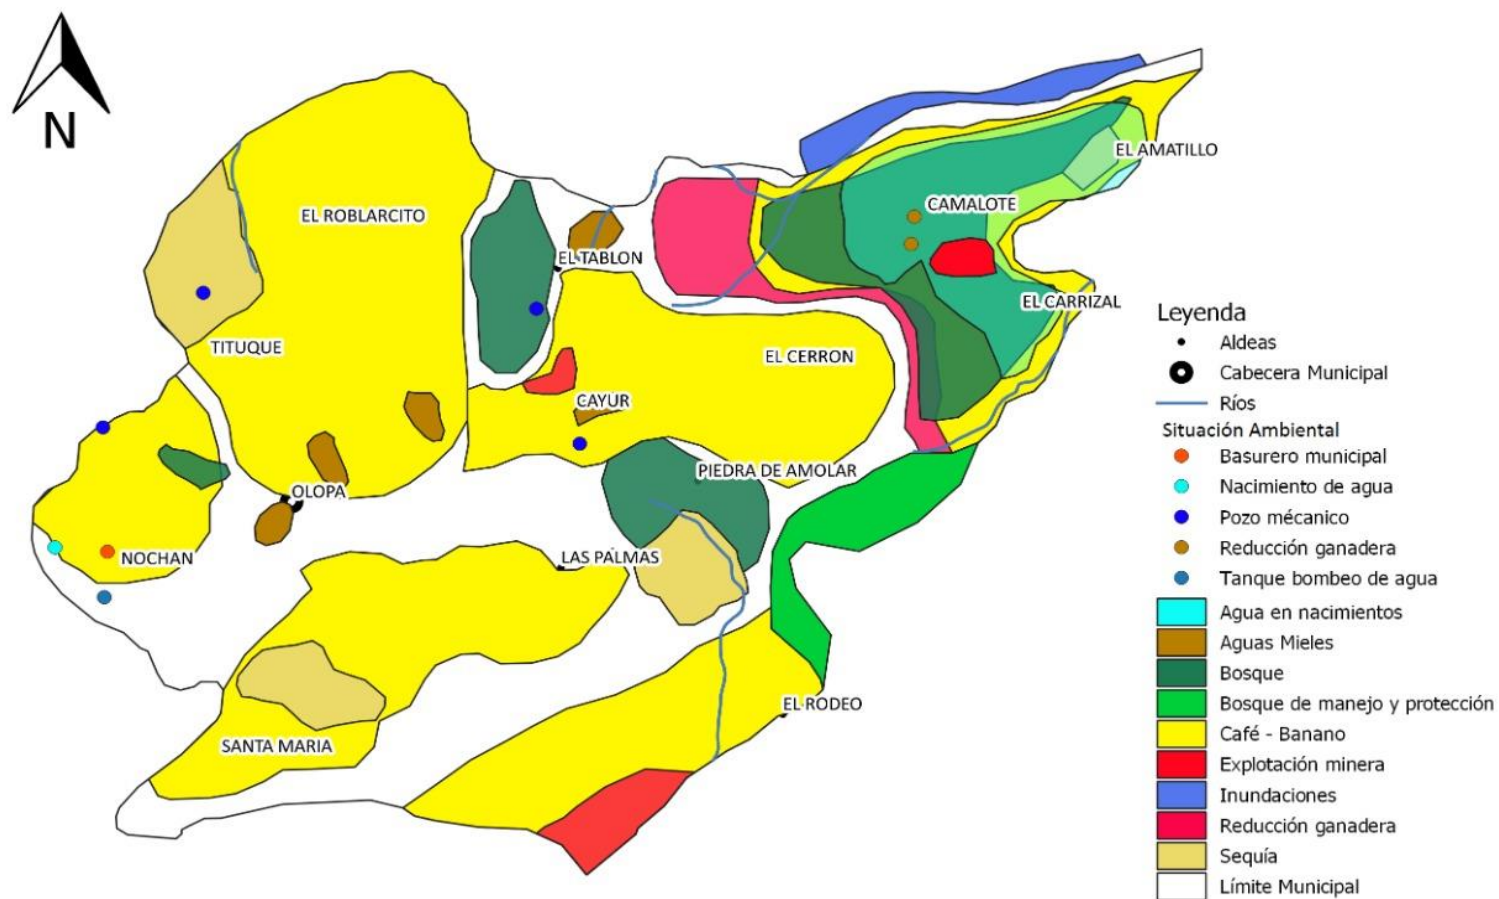 N
EL AMATILLO
CAMALOTE
EL ROBLARCITO
EL TABLON
EL CARRIZAL
TITUQUE
EL CERRON
CAYUR
PIEDRA DE AMOLAR
OLOPA
NOCHAN
LAS PALMAS
EL RODEO
SANTA MARIA
Leyenda
Aldeas
Cabecera Municipal
Ríos
Situación Ambiental
Basurero municipal
Nacimiento de agua
Pozo mécanico
Reducción ganadera
Tanque bombeo de agua
Agua en nacimientos
Aguas Mieles
Bosque
Bosque de manejo y protección
Café - Banano
Explotación minera
Inundaciones
Reducción ganadera
Sequía
Límite Municipal